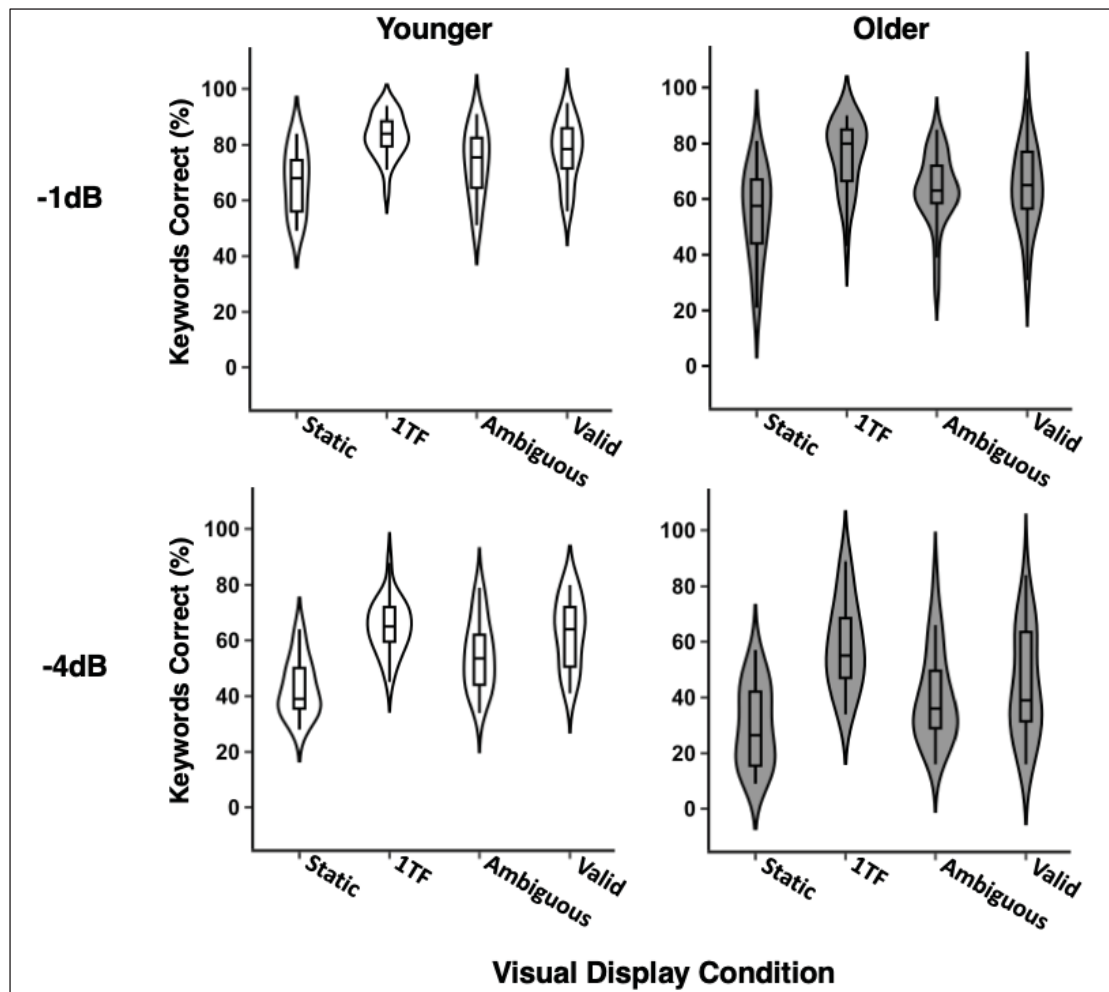 Younger
Older
-1dB
Keywords Correct (%)
100
80
60
40
20
0
Static
1TF
Ambiguous
Valid
100
80
60
40
20
0
Static
1TF
Ambiguous
Valid
-4dB
Keywords Correct (%)
100
80
60
40
20
0
Static
1TF
Ambiguous
Valid
100
80
60
40
20
0
Static
1TF
Ambiguous
Valid
Visual Display Condition